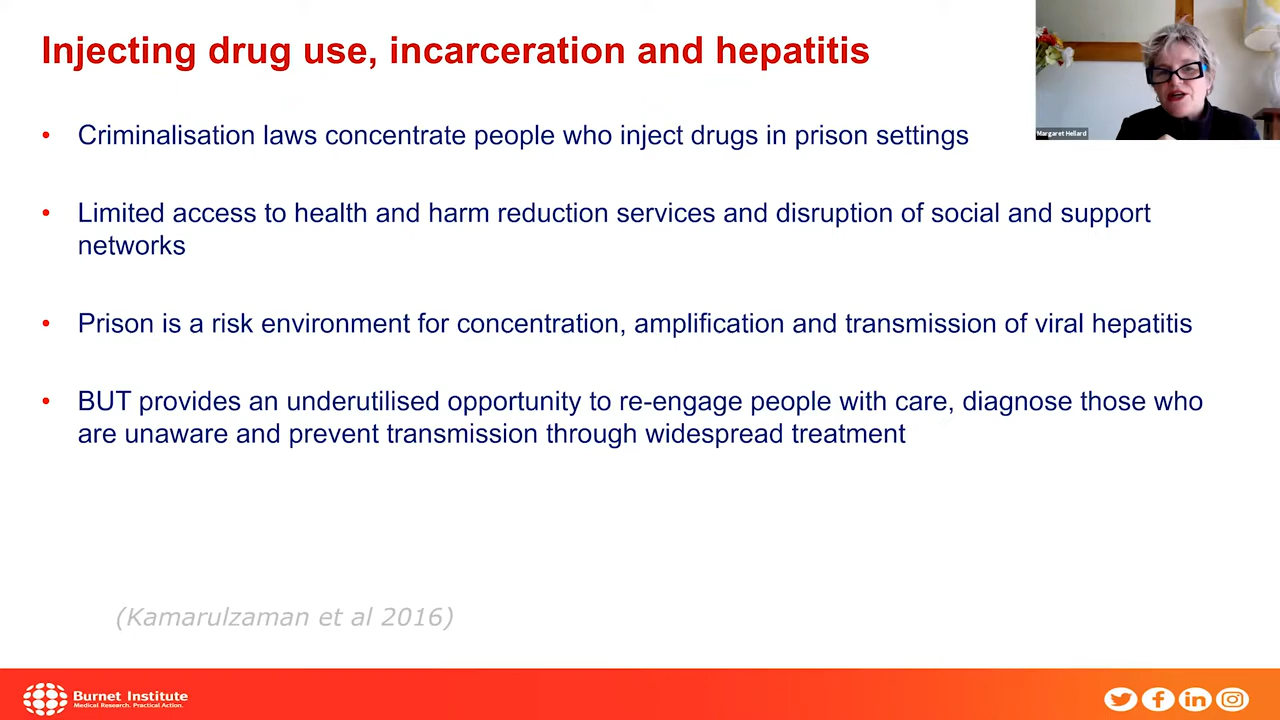 Injecting drug use, incarceration and hepatitis
Margaret Hellard
• Criminalisation laws concentrate people who inject drugs in prison settings
• Limited access to health and harm reduction services and disruption of social and support
networks
• Prison is a risk environment for concentration, amplification and transmission of viral hepatitis
• BUT provides an underutilised opportunity to re-engage people with care, diagnose those who
are unaware and prevent transmission through widespread treatment
(Kamarulzaman et al 2016)
Burnet Institute
Medical Research. Practical Action.